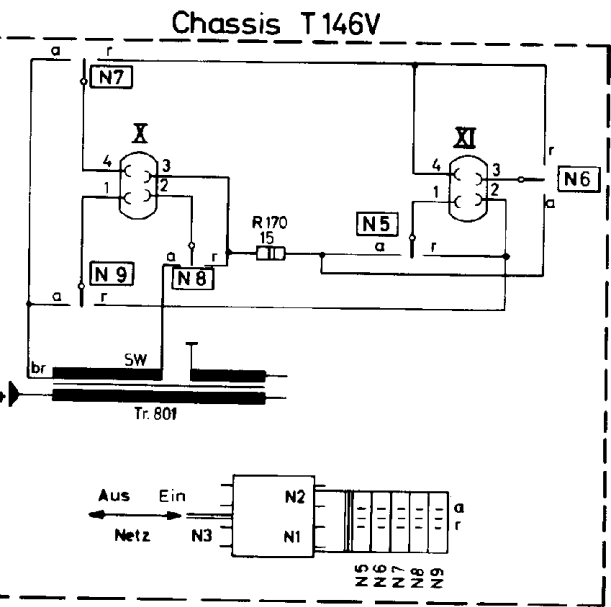 Chassis T146V
a r
N7
X
XI
4 3
1 2
4 3
1 2
r
N6
a
R170
15
N5
a r
a r
N8
N9
a r
br
SW
Tr. 801
Aus Ein
Netz
N3
N2
N1
a
r
N5 N6 N7 N8 N9